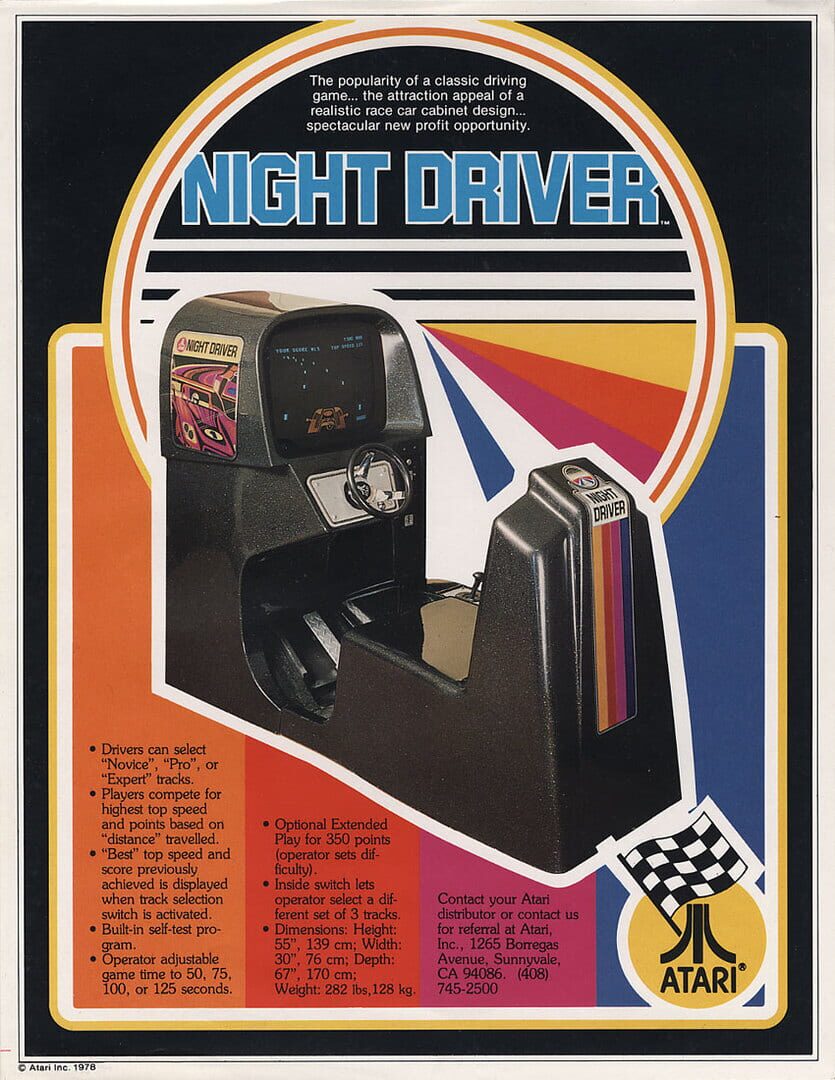 The popularity of a classic driving
game... the attraction appeal of a
realistic race car cabinet design...
spectacular new profit opportunity.
NIGHT DRIVER™
NIGHT DRIVER
YOUR SCORE
TOP SPEED
NIGHT
DRIVER
• Drivers can select
“Novice”, “Pro”, or
“Expert” tracks.
• Players compete for
highest top speed
and points based on
“distance” travelled.
• “Best” top speed and
score previously
achieved is displayed
when track selection
switch is activated.
• Built-in self-test pro-
gram.
• Operator adjustable
game time to 50, 75,
100, or 125 seconds.
• Optional Extended
Play for 350 points
(operator sets dif-
ficulty).
• Inside switch lets
operator select a dif-
ferent set of 3 tracks.
• Dimensions: Height:
55”, 139 cm; Width:
30”, 76 cm; Depth:
67”, 170 cm;
Weight: 282 lbs,128 kg.
Contact your Atari
distributor or contact us
for referral at Atari,
Inc., 1265 Borregas
Avenue, Sunnyvale,
CA 94086. (408)
745-2500
ATARI®
© Atari Inc. 1978